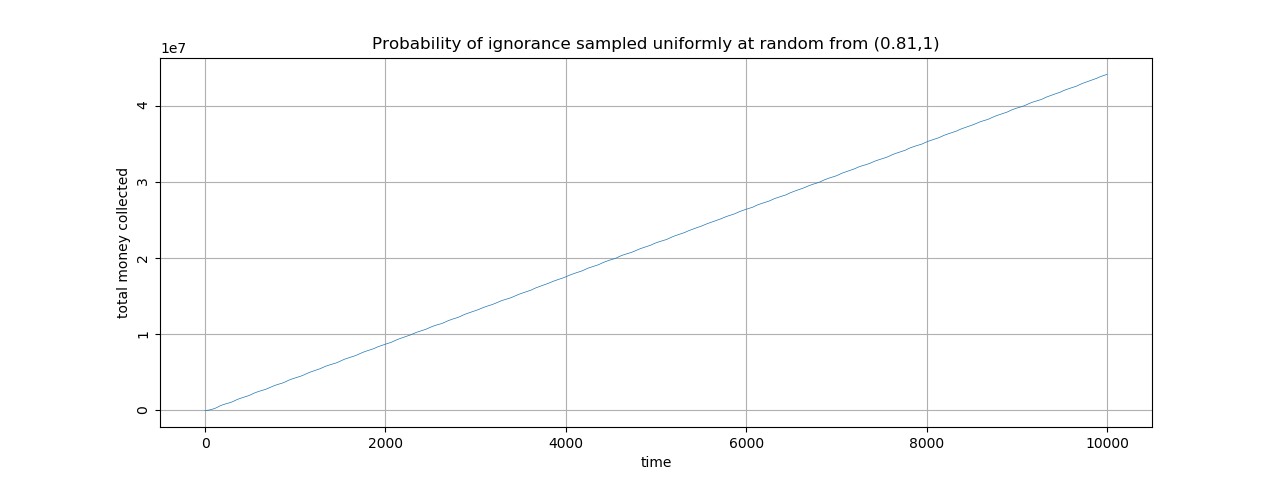 Probability of ignorance sampled uniformly at random from (0.81,1)
1e7
4
3
2
1
0
total money collected
0 2000 4000 6000 8000 10000
time